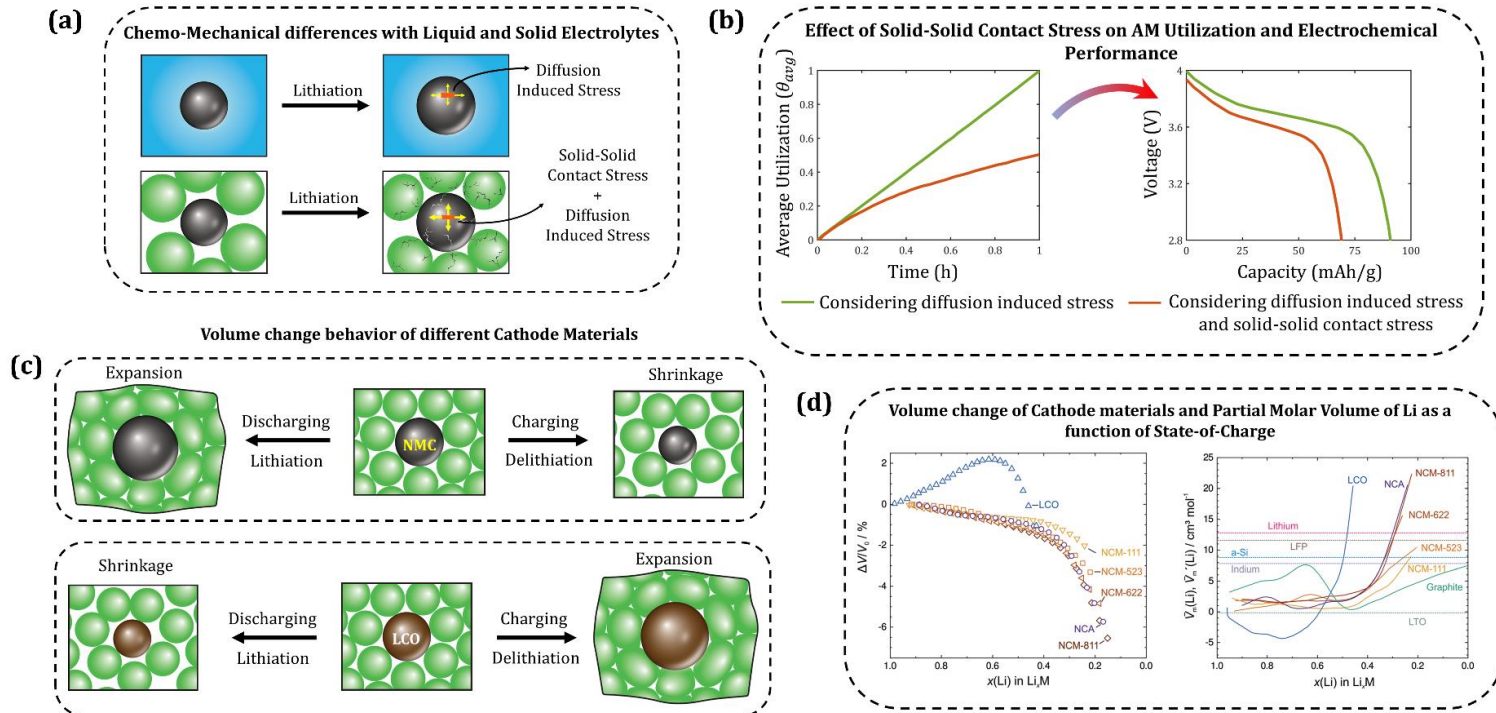 (a)
Chemo-Mechanical differences with Liquid and Solid Electrolytes
Lithiation
Diffusion
Induced Stress
Lithiation
Solid-Solid
Contact Stress
+
Diffusion
Induced Stress
(b)
Effect of Solid-Solid Contact Stress on AM Utilization and Electrochemical
Performance
Average Utilization (θavg)
1
0.8
0.6
0.4
0.2
0
0 0.2 0.4 0.6 0.8 1
Time (h)
Voltage (V)
4
3.6
3.2
2.8
0 25 50 75 100
Capacity (mAh/g)
Considering diffusion induced stress
Considering diffusion induced stress
and solid-solid contact stress
Volume change behavior of different Cathode Materials
(c)
Expansion
Discharging
Lithiation
NMC
Charging
Delithiation
Shrinkage
Shrinkage
Discharging
Lithiation
LCO
Charging
Delithiation
Expansion
(d)
Volume change of Cathode materials and Partial Molar Volume of Li as a
function of State-of-Charge
ΔV/V₀ / %
2
0
-2
-4
-6
LCO
NCM-111
NCM-523
NCM-622
NCA
NCM-811
1.0 0.8 0.6 0.4 0.2 0.0
x(Li) in LiₓM
25
20
15
10
5
0
-5
LCO
NCA
NCM-811
NCM-622
Lithium
LFP
a-Si
Indium
NCM-523
NCM-111
Graphite
LTO
1.0 0.8 0.6 0.4 0.2 0.0
x(Li) in LiₓM